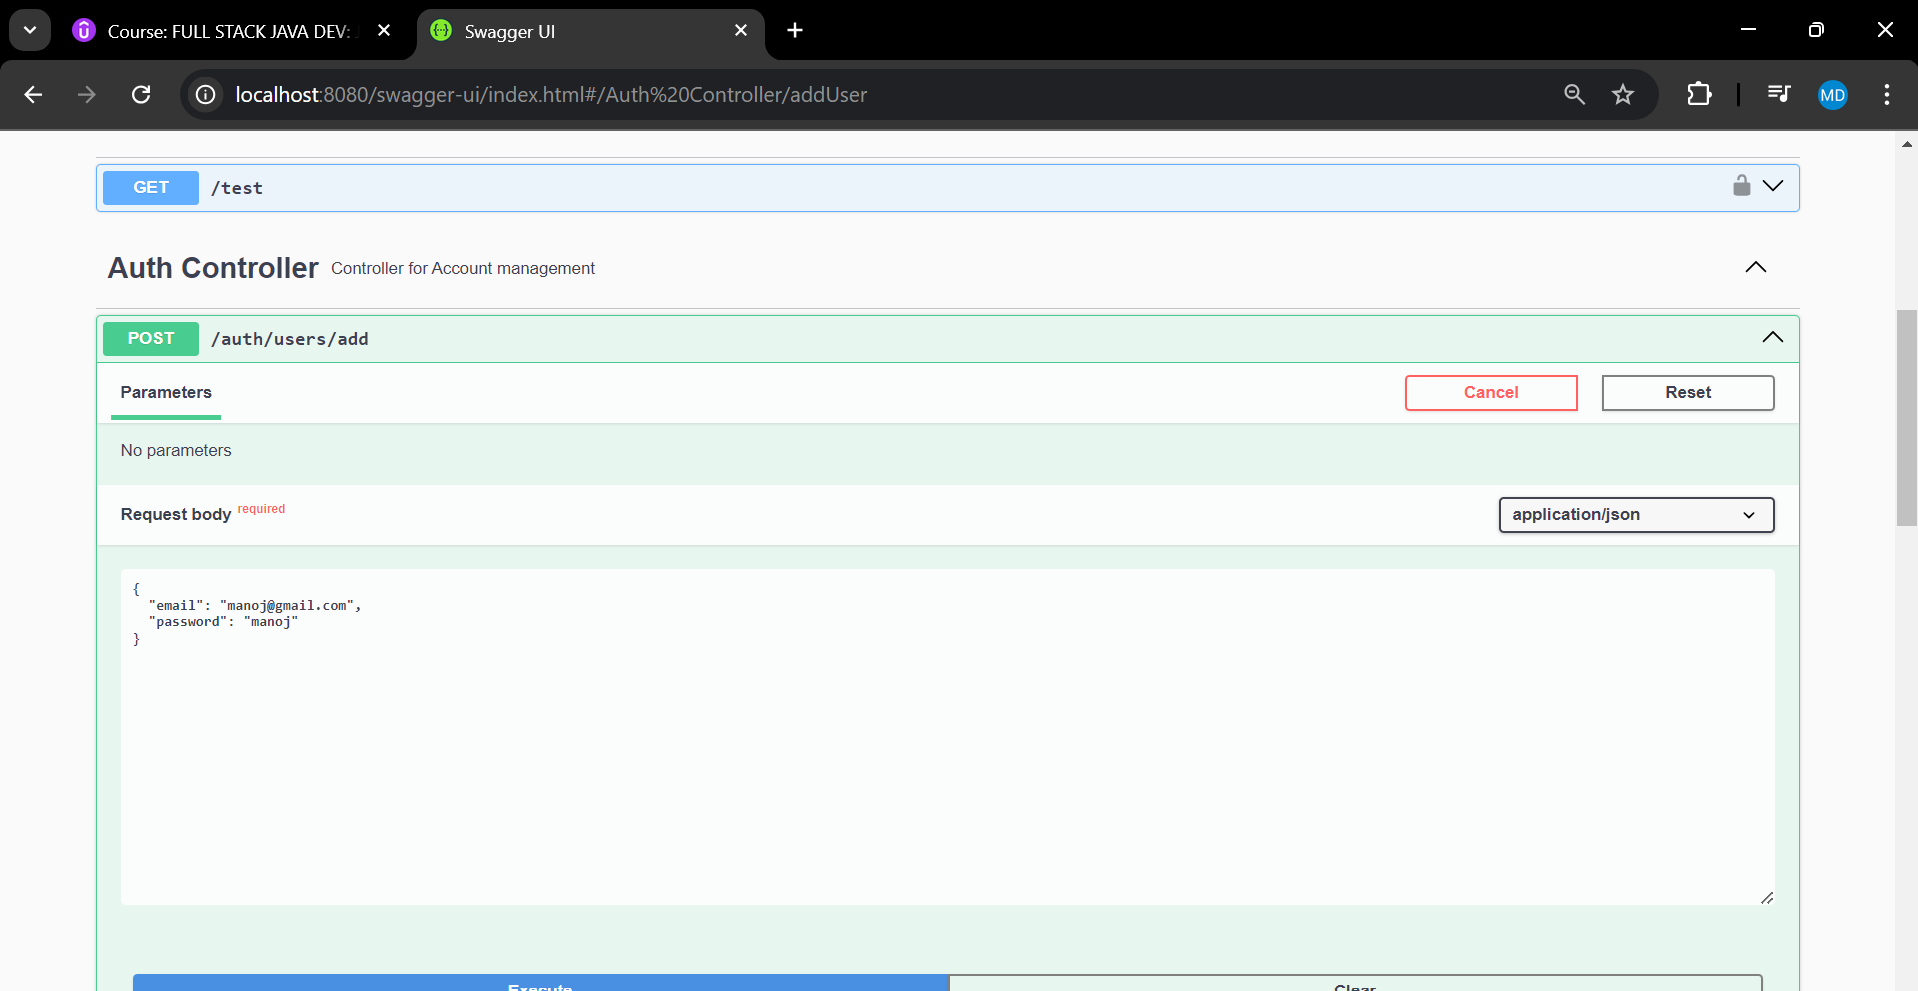 Course: FULL STACK JAVA DEV:
Swagger UI
localhost:8080/swagger-ui/index.html#/Auth%20Controller/addUser
MD
GET /test
Auth Controller Controller for Account management
POST /auth/users/add
Parameters
Cancel
Reset
No parameters
Request body required
application/json
{
"email": "manoj@gmail.com",
"password": "manoj"
}
Execute
Clear